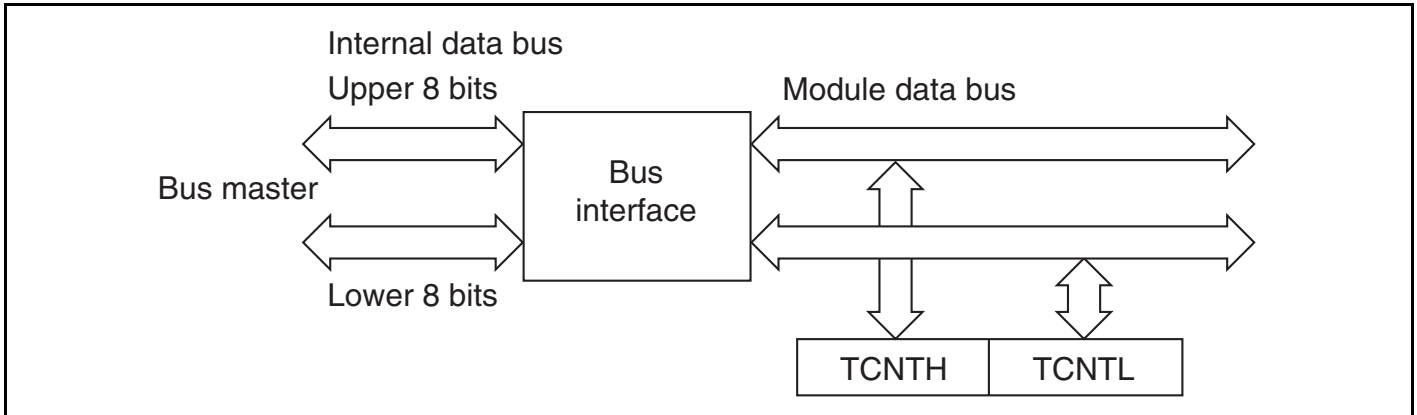 Internal data bus
Upper 8 bits
Module data bus
Bus master
Bus
interface
Lower 8 bits
TCNTH
TCNTL